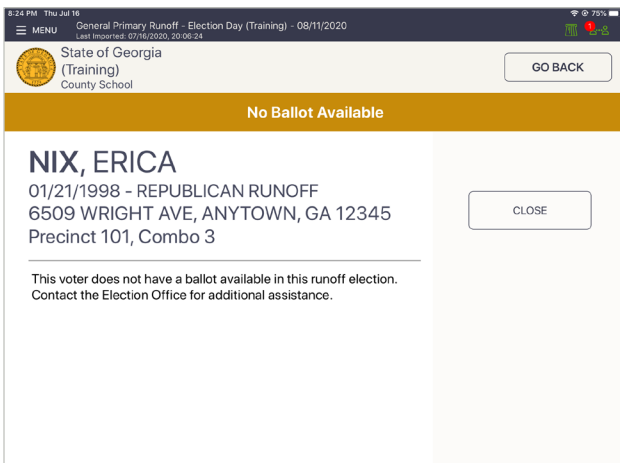 8:24 PM Thu Jul 16
75%
MENU
General Primary Runoff - Election Day (Training) - 08/11/2020
Last Imported: 07/16/2020, 20:06:24
1
State of Georgia
(Training)
County School
GO BACK
No Ballot Available
NIX, ERICA
01/21/1998 - REPUBLICAN RUNOFF
6509 WRIGHT AVE, ANYTOWN, GA 12345
Precinct 101, Combo 3
CLOSE
This voter does not have a ballot available in this runoff election.
Contact the Election Office for additional assistance.